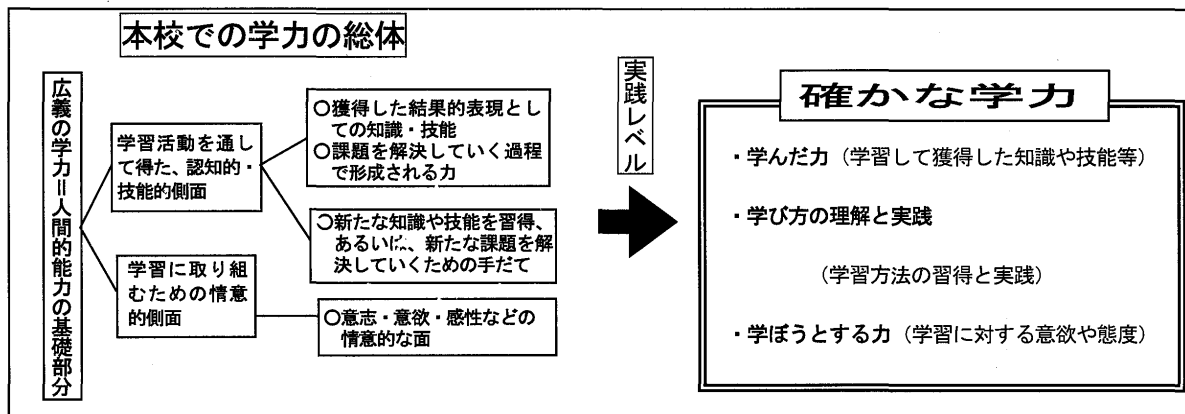 本校での学力の総体
広義の学力＝人間的能力の基礎部分
学習活動を通し
て得た、認知的・
技能的側面
学習に取り組
むための情意
的側面
○獲得した結果的表現とし
ての知識・技能
○課題を解決していく過程
で形成される力
○新たな知識や技能を習得、
あるいは、新たな課題を解
決していくための手だて
○意志・意欲・感性などの
情意的な面
実践レベル
確かな学力
・学んだ力（学習して獲得した知識や技能等）
・学び方の理解と実践
（学習方法の習得と実践）
・学ぼうとする力（学習に対する意欲や態度）